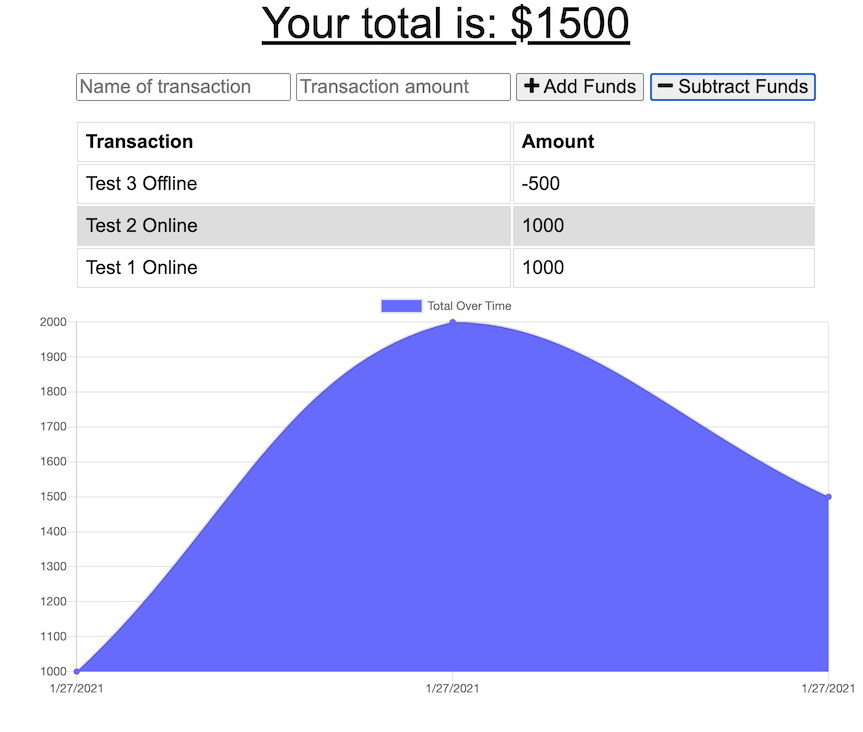 Your total is: $1500
Name of transaction Transaction amount + Add Funds − Subtract Funds
Transaction Amount
Test 3 Offline -500
Test 2 Online 1000
Test 1 Online 1000
Total Over Time
2000
1900
1800
1700
1600
1500
1400
1300
1200
1100
1000
1/27/2021 1/27/2021 1/27/2021